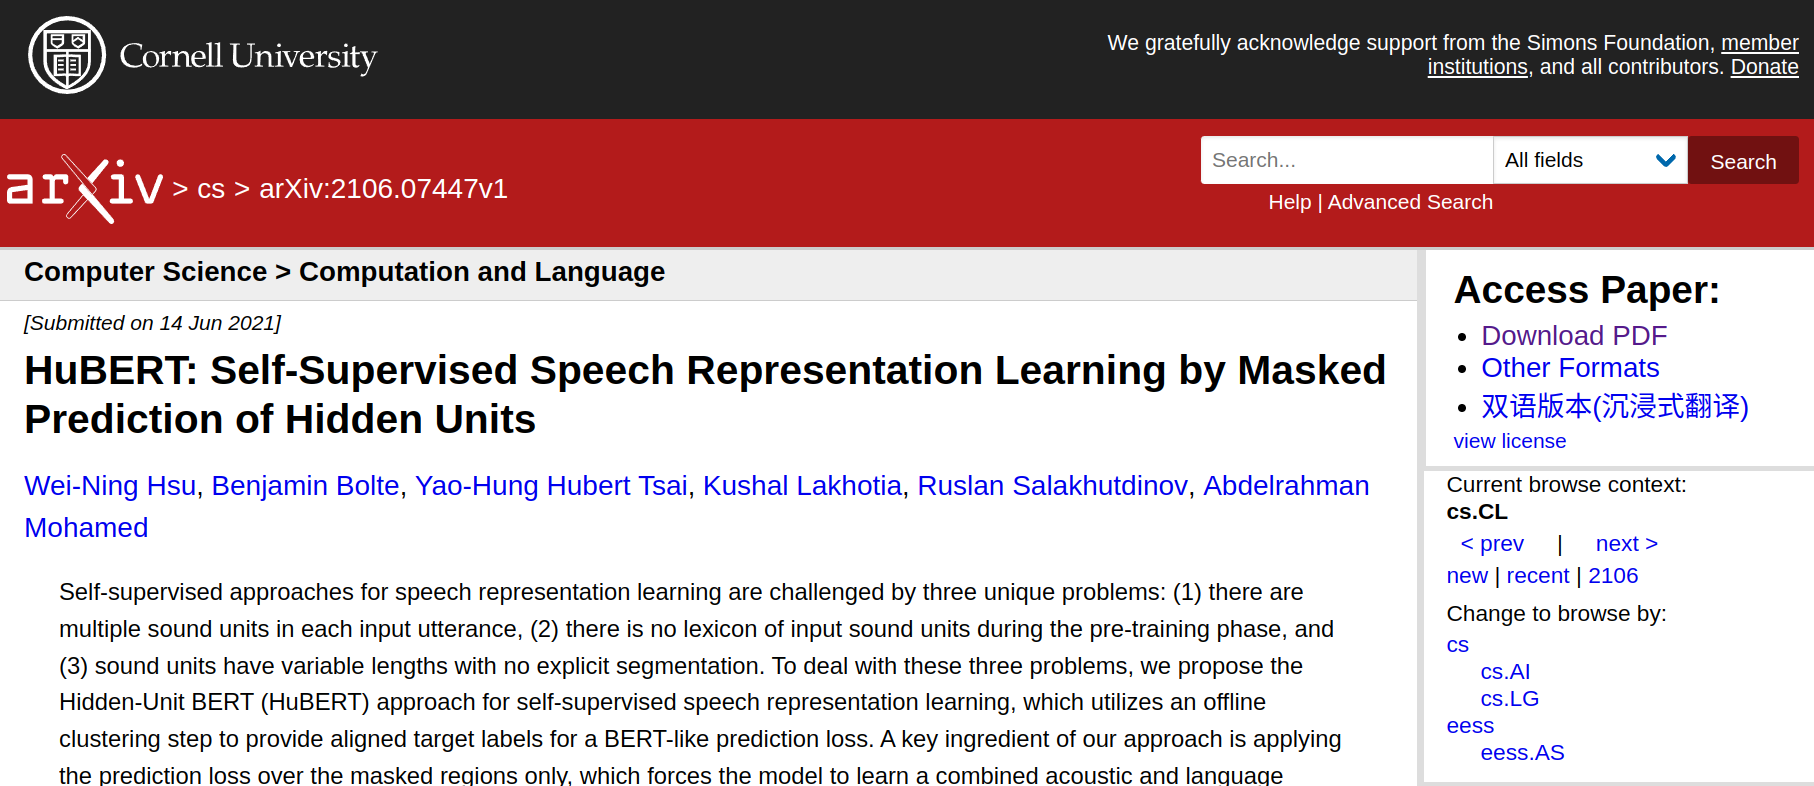 Cornell University
We gratefully acknowledge support from the Simons Foundation, member
institutions, and all contributors. Donate
arXiv > cs > arXiv:2106.07447v1
Search...
All fields
Search
Help | Advanced Search
Computer Science > Computation and Language
[Submitted on 14 Jun 2021]
HuBERT: Self-Supervised Speech Representation Learning by Masked
Prediction of Hidden Units
Wei-Ning Hsu, Benjamin Bolte, Yao-Hung Hubert Tsai, Kushal Lakhotia, Ruslan Salakhutdinov, Abdelrahman
Mohamed
Self-supervised approaches for speech representation learning are challenged by three unique problems: (1) there are
multiple sound units in each input utterance, (2) there is no lexicon of input sound units during the pre-training phase, and
(3) sound units have variable lengths with no explicit segmentation. To deal with these three problems, we propose the
Hidden-Unit BERT (HuBERT) approach for self-supervised speech representation learning, which utilizes an offline
clustering step to provide aligned target labels for a BERT-like prediction loss. A key ingredient of our approach is applying
the prediction loss over the masked regions only, which forces the model to learn a combined acoustic and language
Access Paper:
• Download PDF
• Other Formats
• 双语版本(沉浸式翻译)
view license
Current browse context:
cs.CL
< prev | next >
new | recent | 2106
Change to browse by:
cs
cs.AI
cs.LG
eess
eess.AS